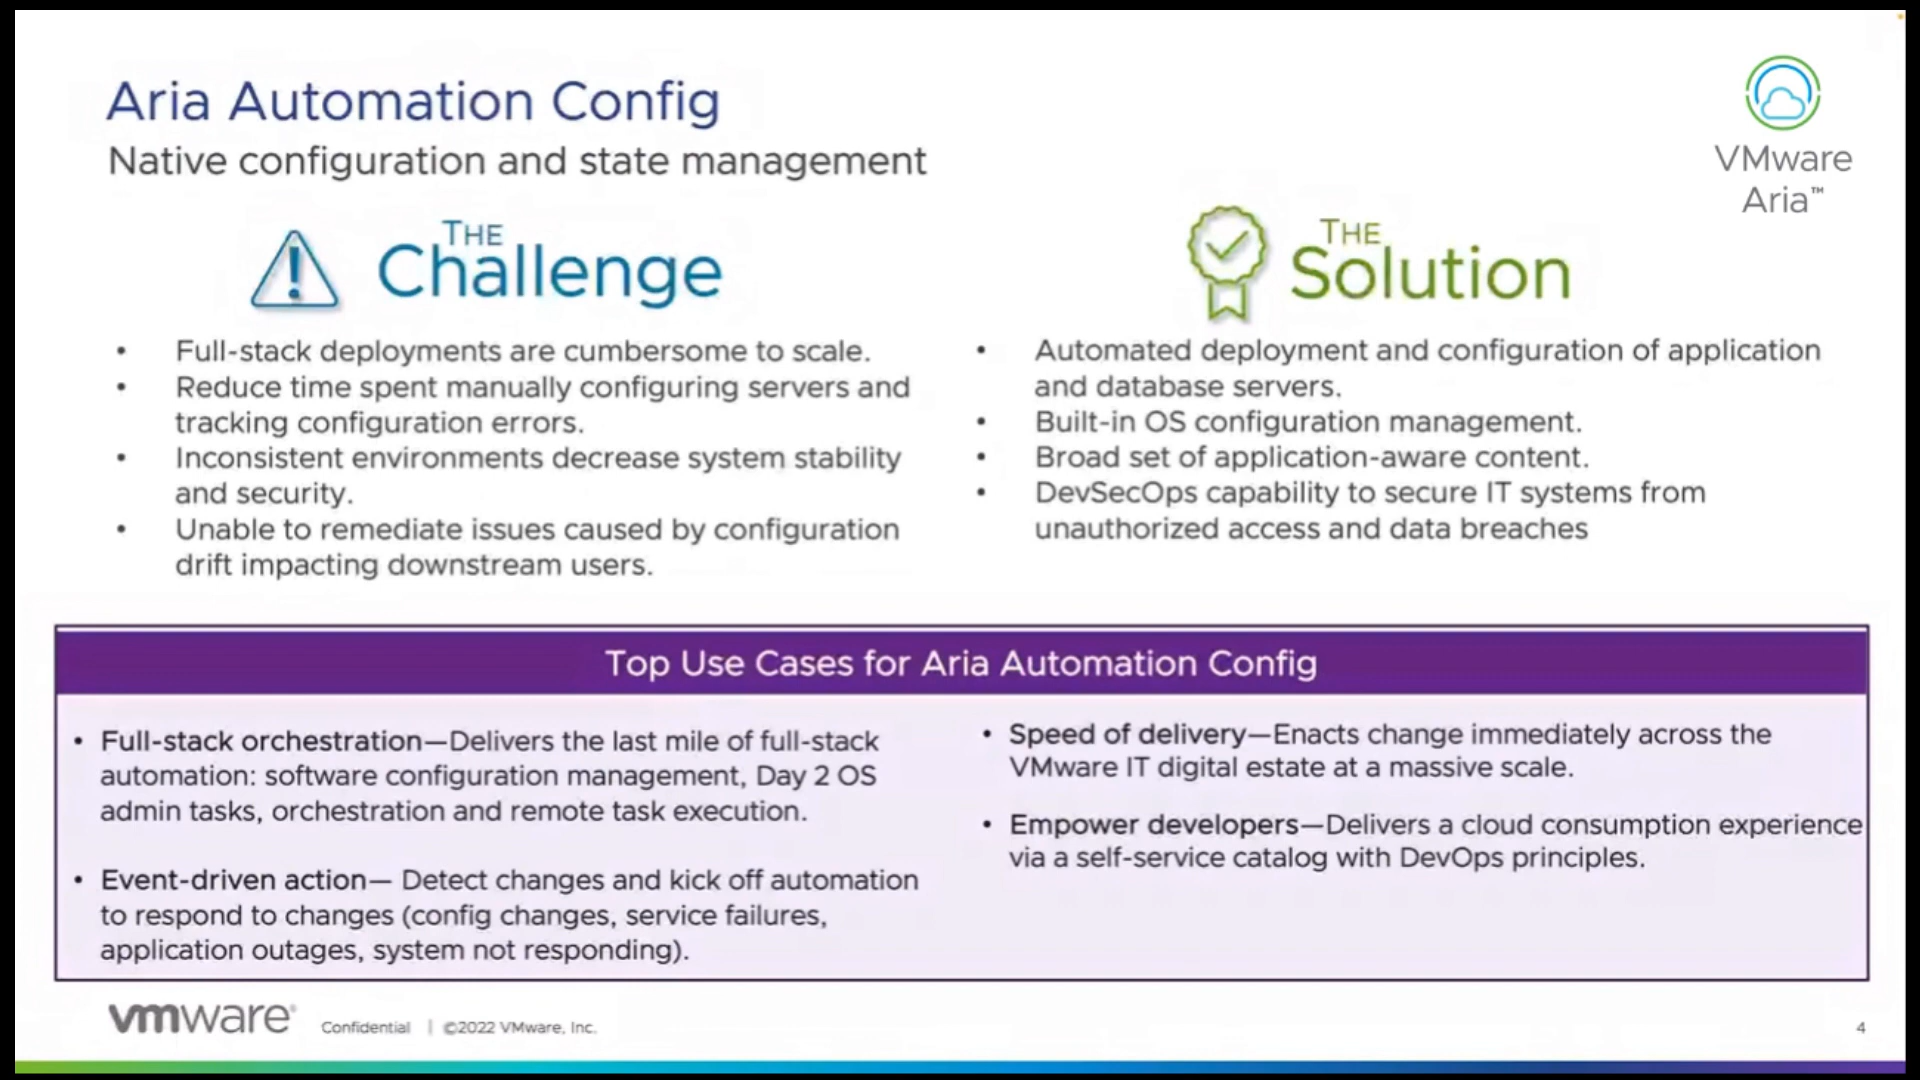 Aria Automation Config
Native configuration and state management
VMware
Aria™
THE
Challenge
• Full-stack deployments are cumbersome to scale.
• Reduce time spent manually configuring servers and
tracking configuration errors.
• Inconsistent environments decrease system stability
and security.
• Unable to remediate issues caused by configuration
drift impacting downstream users.
THE
Solution
• Automated deployment and configuration of application
and database servers.
• Built-in OS configuration management.
• Broad set of application-aware content.
• DevSecOps capability to secure IT systems from
unauthorized access and data breaches
Top Use Cases for Aria Automation Config
• Full-stack orchestration—Delivers the last mile of full-stack
automation: software configuration management, Day 2 OS
admin tasks, orchestration and remote task execution.
• Event-driven action— Detect changes and kick off automation
to respond to changes (config changes, service failures,
application outages, system not responding).
• Speed of delivery—Enacts change immediately across the
VMware IT digital estate at a massive scale.
• Empower developers—Delivers a cloud consumption experience
via a self-service catalog with DevOps principles.
vmware® Confidential | ©2022 VMware, Inc.
4